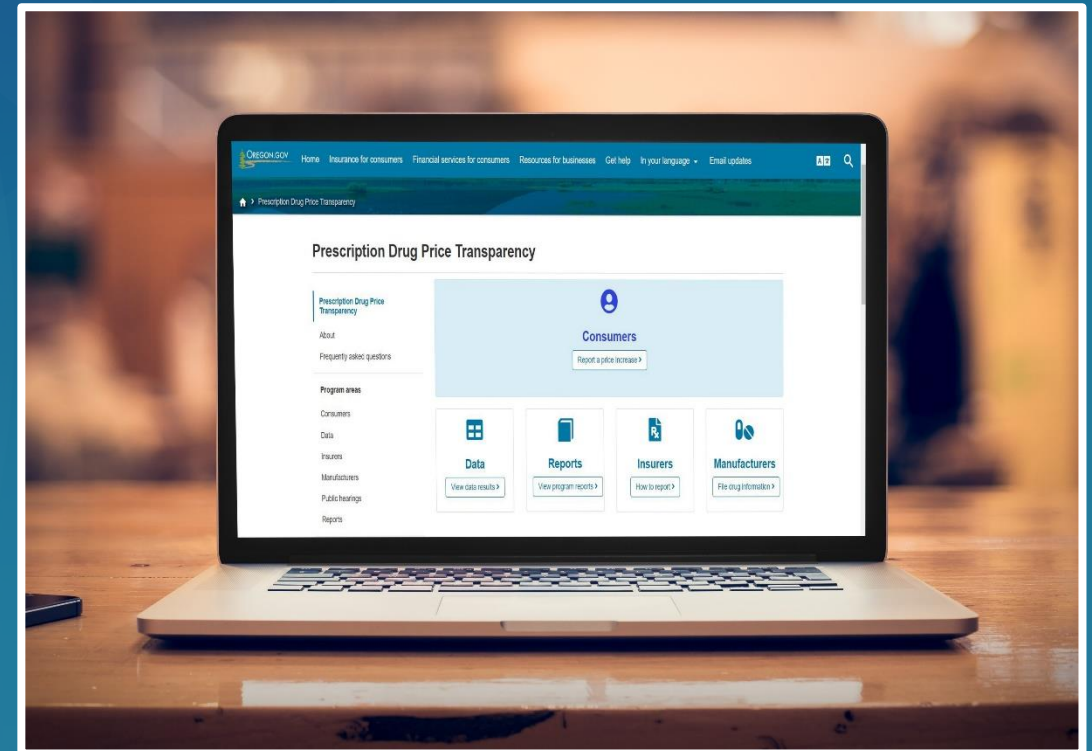 OREGON.GOV Home Insurance for consumers Financial services for consumers Resources for businesses Get help In your language Email updates
> Prescription Drug Price Transparency
Prescription Drug Price Transparency
Prescription Drug Price
Transparency
About
Frequently asked questions
Program areas
Consumers
Data
Insurers
Manufacturers
Public hearings
Reports
Consumers
Report a price increase >
Data
View data results >
Reports
View program reports >
Rx
Insurers
How to report >
Manufacturers
File drug information >